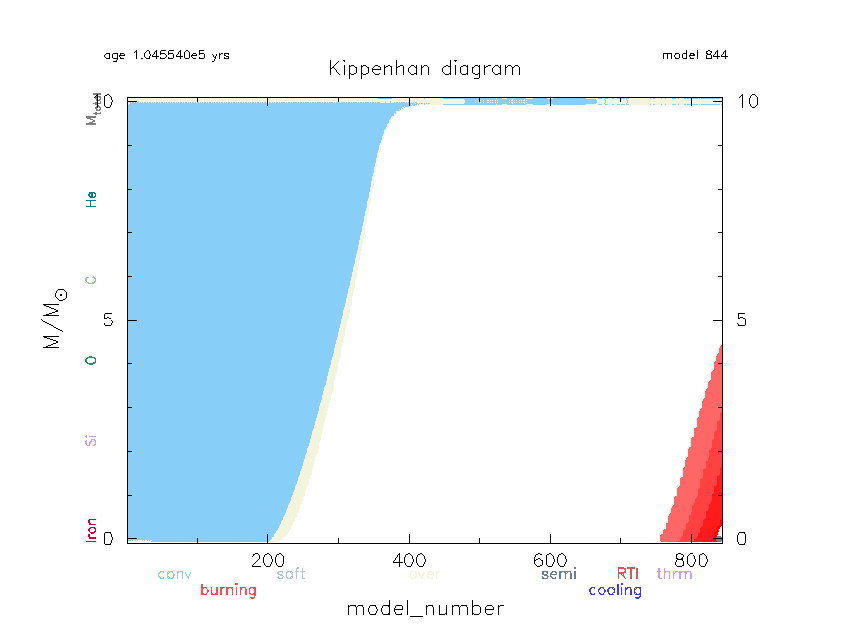 age 1.045540e5 yrs
model 844
Kippenhan diagram
M/M⊙
Mtotal
He
C
O
Si
Iron
10
5
0
10
5
0
200
400
600
800
conv
soft
over
semi
RTI
thrm
burning
cooling
model_number